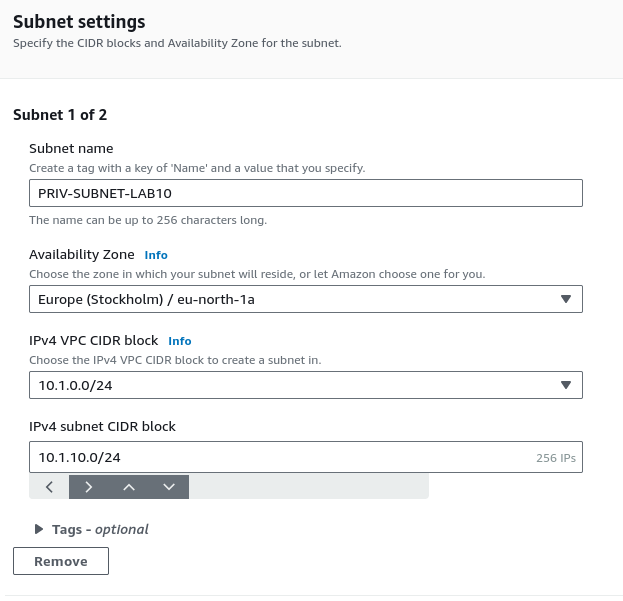 Subnet settings
Specify the CIDR blocks and Availability Zone for the subnet.
Subnet 1 of 2
Subnet name
Create a tag with a key of 'Name' and a value that you specify.
PRIV-SUBNET-LAB10
The name can be up to 256 characters long.
Availability Zone Info
Choose the zone in which your subnet will reside, or let Amazon choose one for you.
Europe (Stockholm) / eu-north-1a
IPv4 VPC CIDR block Info
Choose the IPv4 VPC CIDR block to create a subnet in.
10.1.0.0/24
IPv4 subnet CIDR block
10.1.10.0/24 256 IPs
Tags - optional
Remove